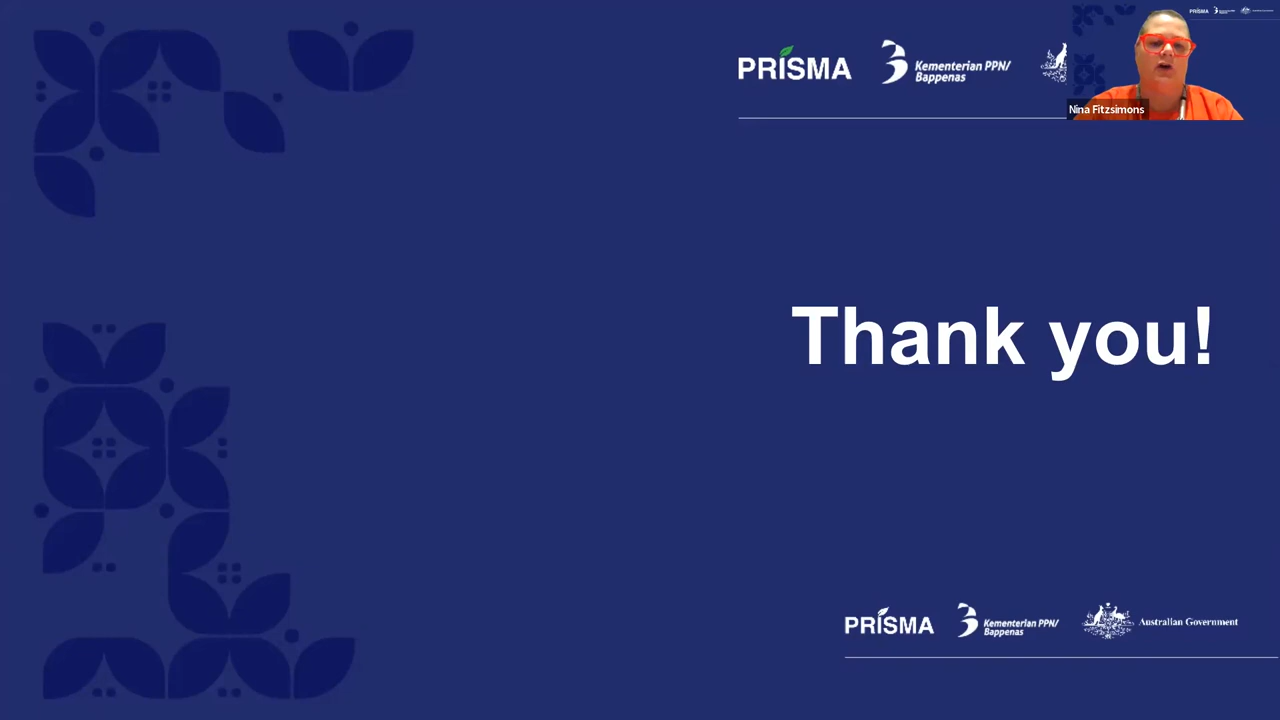 PRISMA
Kementerian PPN/
Bappenas
Nina Fitzsimons
Thank you!
PRISMA
Kementerian PPN/
Bappenas
Australian Government